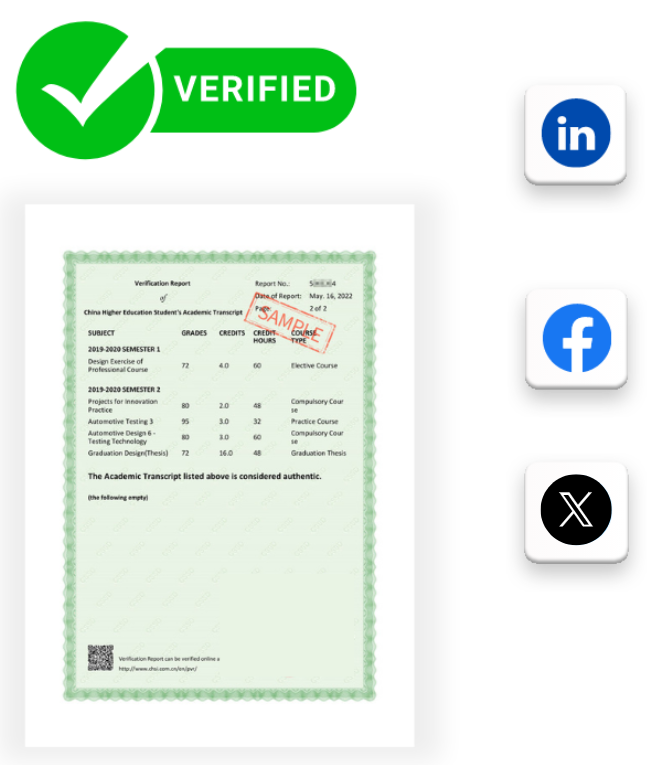 VERIFIED
in
f
X
Verification Report
of
China Higher Education Student's Academic Transcript
Report No.:
Date of Report: May. 16, 2022
Page: 2 of 2
SAMPLE
SUBJECT GRADES CREDITS CREDIT HOURS COURSE TYPE
2019-2020 SEMESTER 1
Design Exercise of
Professional Course 72 4.0 60 Elective Course
2019-2020 SEMESTER 2
Projects for Innovation
Practice 80 2.0 48 Compulsory Cour
se
Automotive Testing 3 95 3.0 32 Practice Course
Automotive Design 6 -
Testing Technology 80 3.0 60 Compulsory Cour
se
Graduation Design(Thesis) 72 16.0 48 Graduation Thesis
The Academic Transcript listed above is considered authentic.
(the following empty)
Verification Report can be verified online a
http://www.chsi.com.cn/en/pvr/